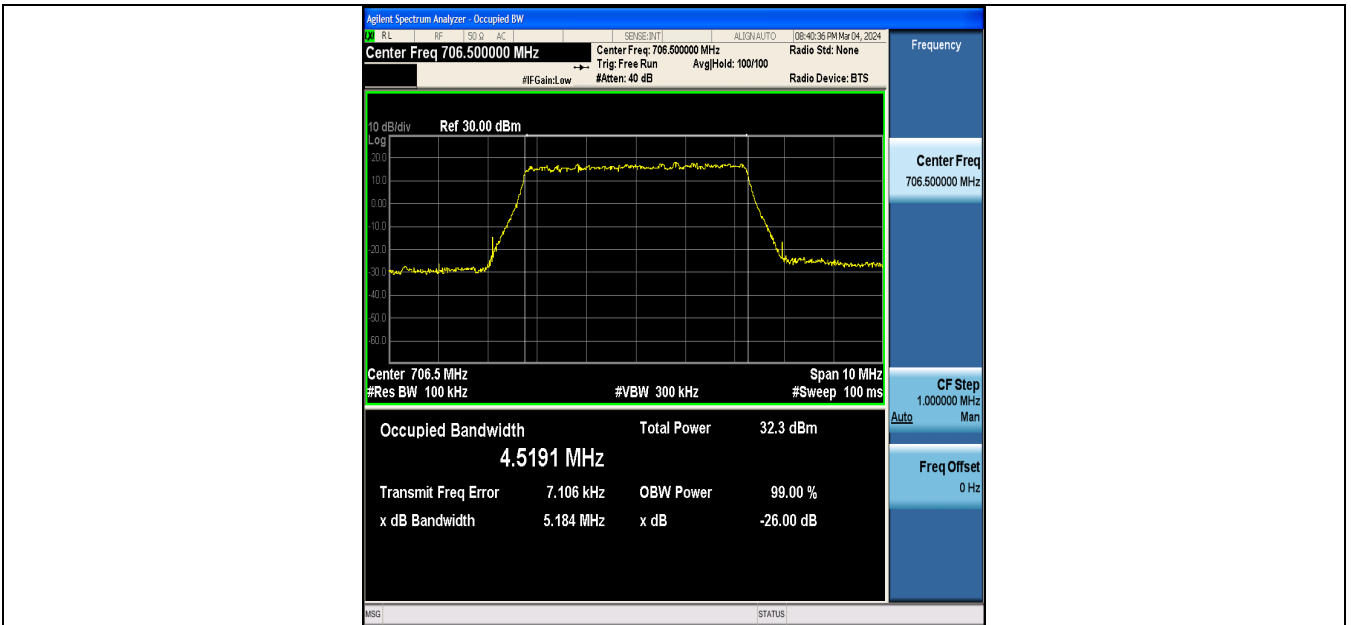 Agilent Spectrum Analyzer - Occupied BW
LXI RL RF 50 Ω AC SENSE:INT ALIGNAUTO 08:40:36 PM Mar 04, 2024
Center Freq 706.500000 MHz
Center Freq: 706.500000 MHz
Radio Std: None
Trig: Free Run
Avg|Hold: 100/100
#IFGain:Low
#Atten: 40 dB
Radio Device: BTS
10 dB/div
Ref 30.00 dBm
Log
20.0
10.0
0.00
-10.0
-20.0
-30.0
-40.0
-50.0
-60.0
Center 706.5 MHz
Span 10 MHz
#Res BW 100 kHz
#VBW 300 kHz
#Sweep 100 ms
Occupied Bandwidth
4.5191 MHz
Total Power 32.3 dBm
Transmit Freq Error 7.106 kHz
OBW Power 99.00 %
x dB Bandwidth 5.184 MHz
x dB -26.00 dB
MSG
STATUS
Frequency
Center Freq
706.500000 MHz
CF Step
1.000000 MHz
Auto Man
Freq Offset
0 Hz